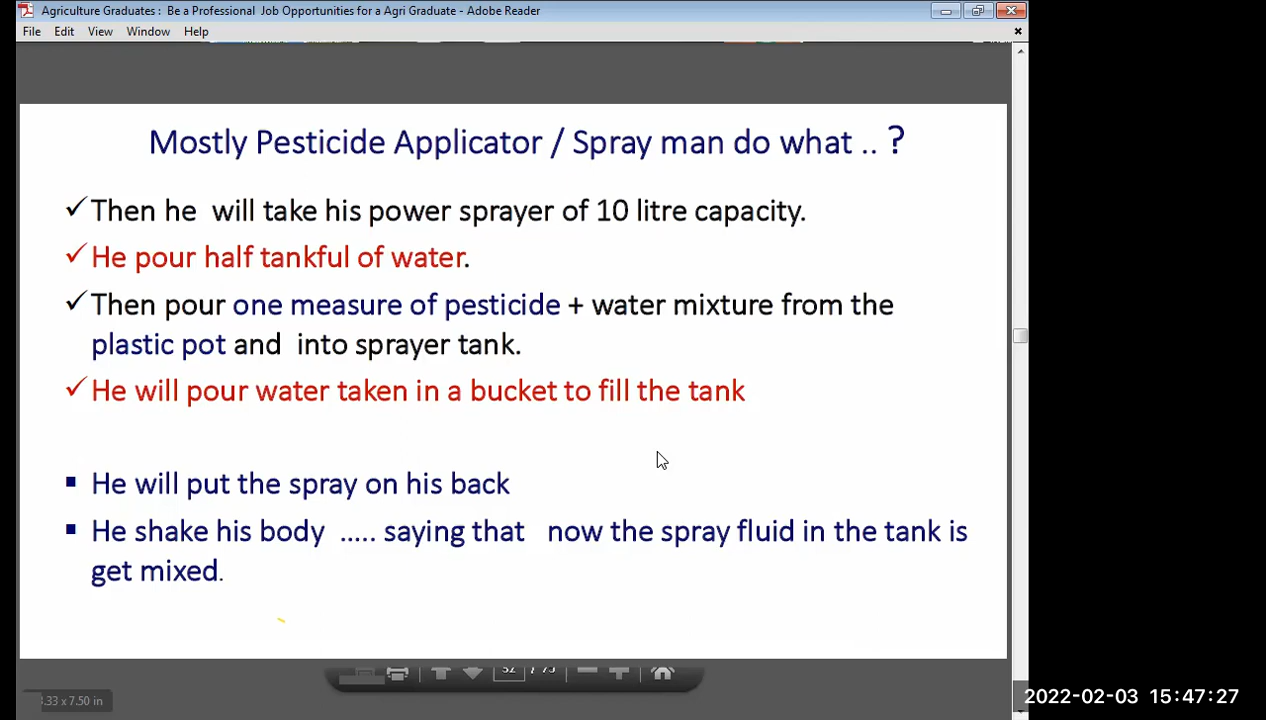 Agriculture Graduates : Be a Professional Job Opportunities for a Agri Graduate - Adobe Reader
File Edit View Window Help
Mostly Pesticide Applicator / Spray man do what .. ?
✓ Then he will take his power sprayer of 10 litre capacity.
✓ He pour half tankful of water.
✓ Then pour one measure of pesticide + water mixture from the
plastic pot and into sprayer tank.
✓ He will pour water taken in a bucket to fill the tank
▪ He will put the spray on his back
▪ He shake his body ..... saying that now the spray fluid in the tank is
get mixed.
.33 x 7.50 in
2022-02-03 15:47:27